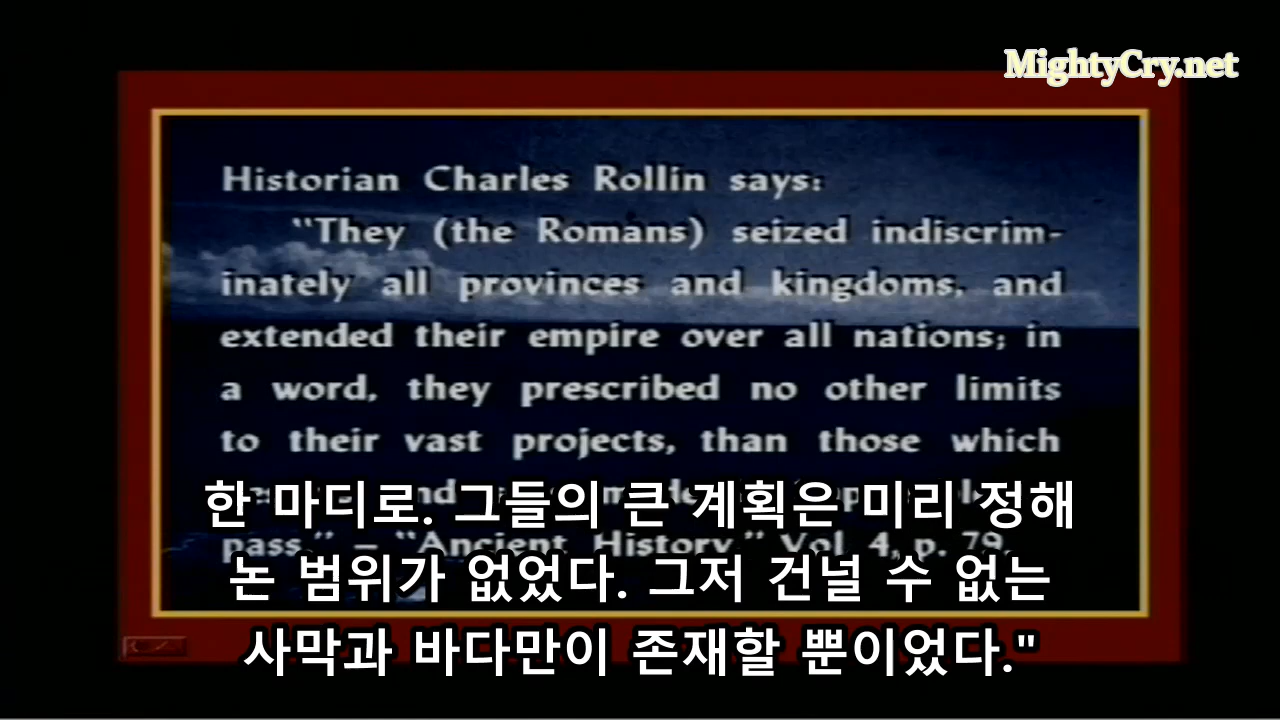 MightyCry.net
Historian Charles Rollin says:
"They (the Romans) seized indiscrim-
inately all provinces and kingdoms, and
extended their empire over all nations; in
a word, they prescribed no other limits
to their vast projects, than those which
pass." – "Ancient History," Vol. 4, p. 79.
한 마디로. 그들의 큰 계획은 미리 정해
논 범위가 없었다. 그저 건널 수 없는
사막과 바다만이 존재할 뿐이었다."